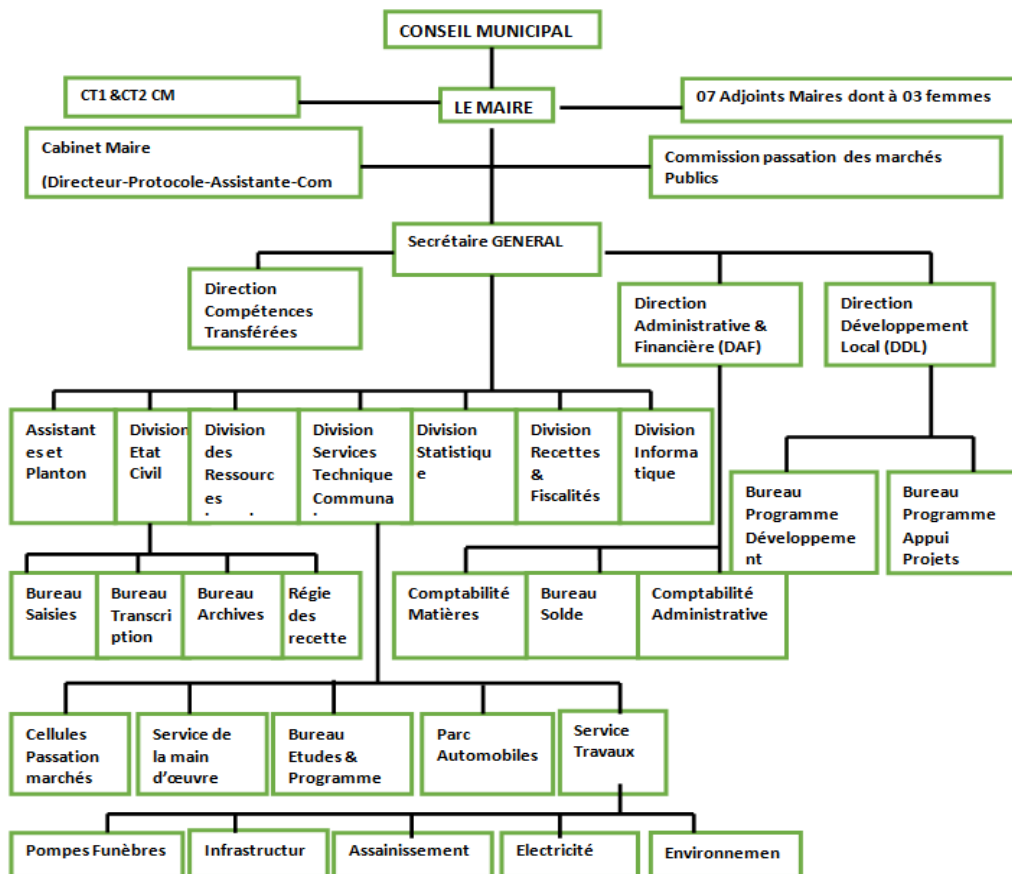 CONSEIL MUNICIPAL
CT1 &CT2 CM
LE MAIRE
07 Adjoints Maires dont à 03 femmes
Cabinet Maire
(Directeur-Protocole-Assistante-Com
Commission passation des marchés
Publics
Secrétaire GENERAL
Direction
Compétences
Transférées
Direction
Administrative &
Financière (DAF)
Direction
Développement
Local (DDL)
Assistant
es et
Planton
Division
Etat
Civil
Division
des
Ressourc
es
Division
Services
Technique
Communa
Division
Statistiqu
e
Division
Recettes
&
Fiscalités
Division
Informa
tique
Bureau
Programme
Développeme
nt
Bureau
Programme
Appui
Projets
Bureau
Saisies
Bureau
Transcri
ption
Bureau
Archives
Régie
des
recette
Comptabilité
Matières
Bureau
Solde
Comptabilité
Administrative
Cellules
Passation
marchés
Service de
la main
d’œuvre
Bureau
Etudes &
Programme
Parc
Automobiles
Service
Travaux
Pompes Funèbres
Infrastructur
Assainissement
Electricité
Environnemen